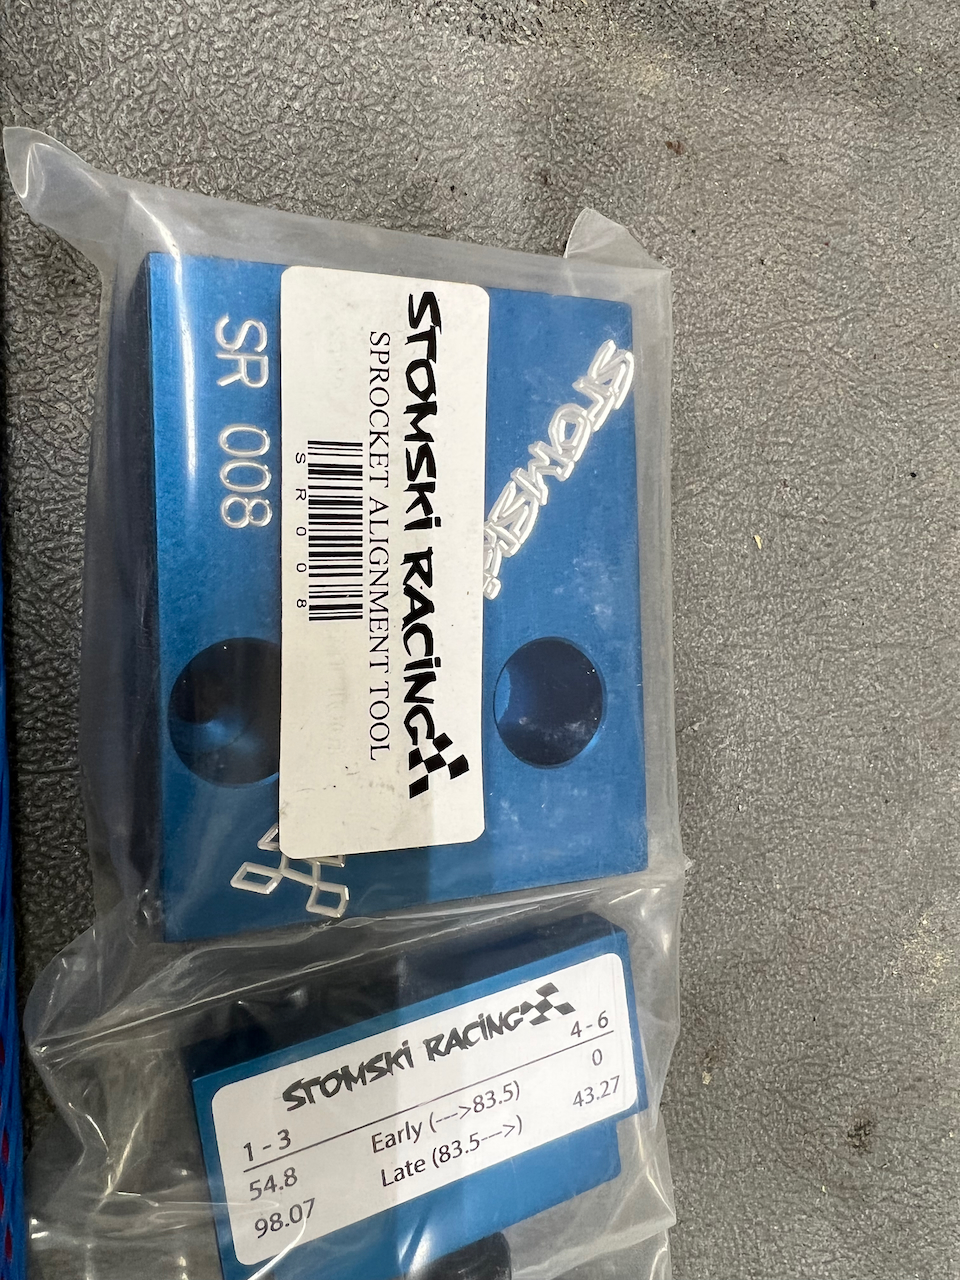 STOMSKi RACiNG
SPROCKET ALIGNMENT TOOL
SR008
SR 008
STOMSKi
STOMSKi RACiNG
1 - 3 4 - 6
54.8 Early (--->83.5) 0
98.07 Late (83.5--->) 43.27